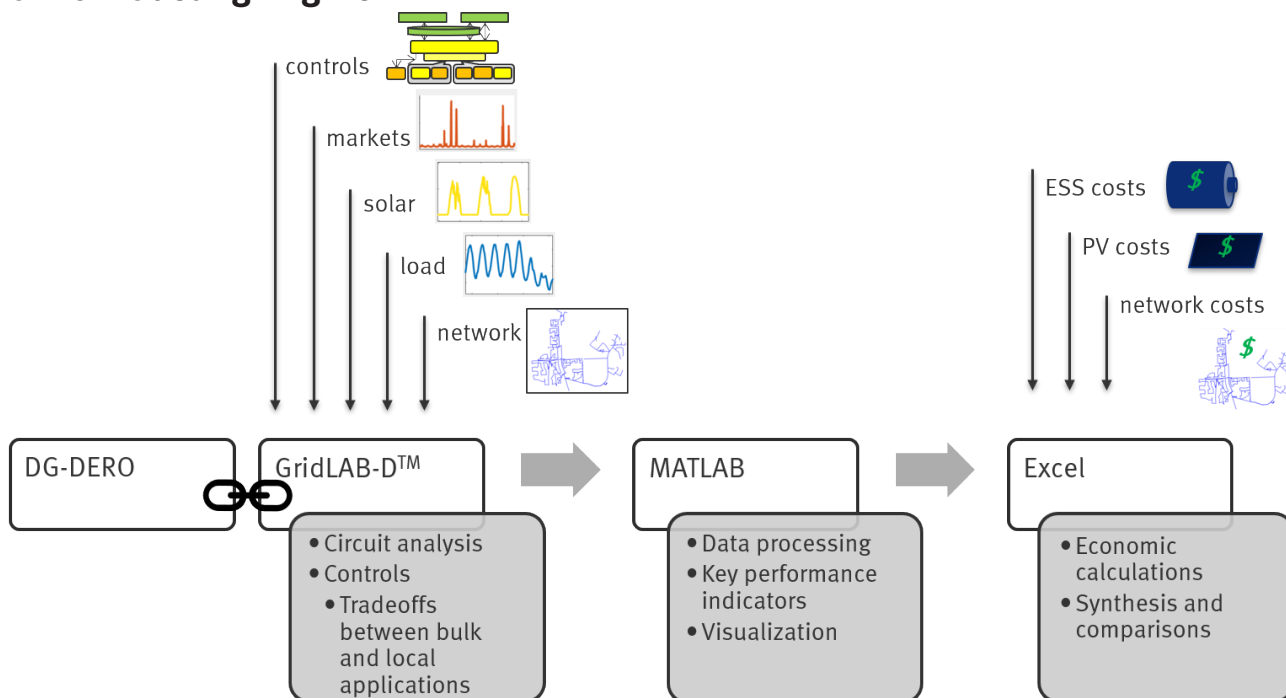 controls
markets
solar
load
network
ESS costs
$
PV costs
$
network costs
$
DG-DERO
GridLAB-D™
MATLAB
Excel
• Circuit analysis
• Controls
• Tradeoffs
between bulk
and local
applications
• Data processing
• Key performance
indicators
• Visualization
• Economic
calculations
• Synthesis and
comparisons